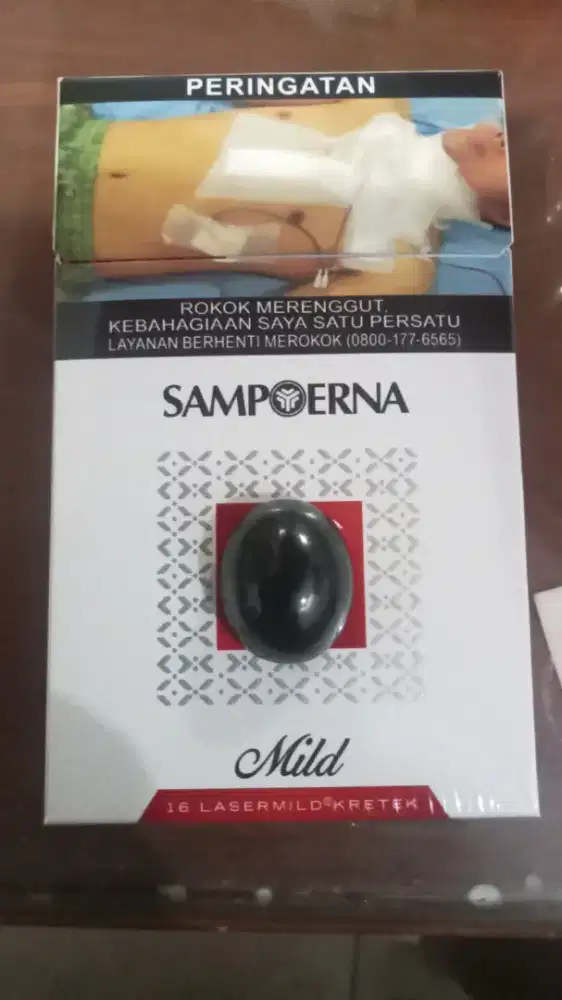 PERINGATAN
ROKOK MERENGGUT.
KEBAHAGIAAN SAYA SATU PERSATU
LAYANAN BERHENTI MEROKOK (0800-177-6565)
SAMPOERNA
Mild
16 LASERMILD® KRETEK